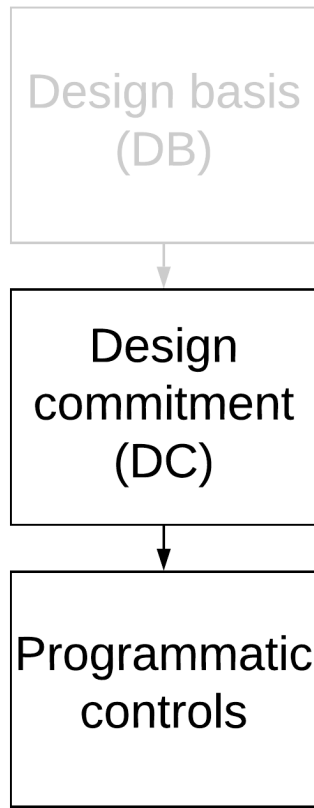 Design basis
(DB)
Design
commitment
(DC)
Programmatic
controls